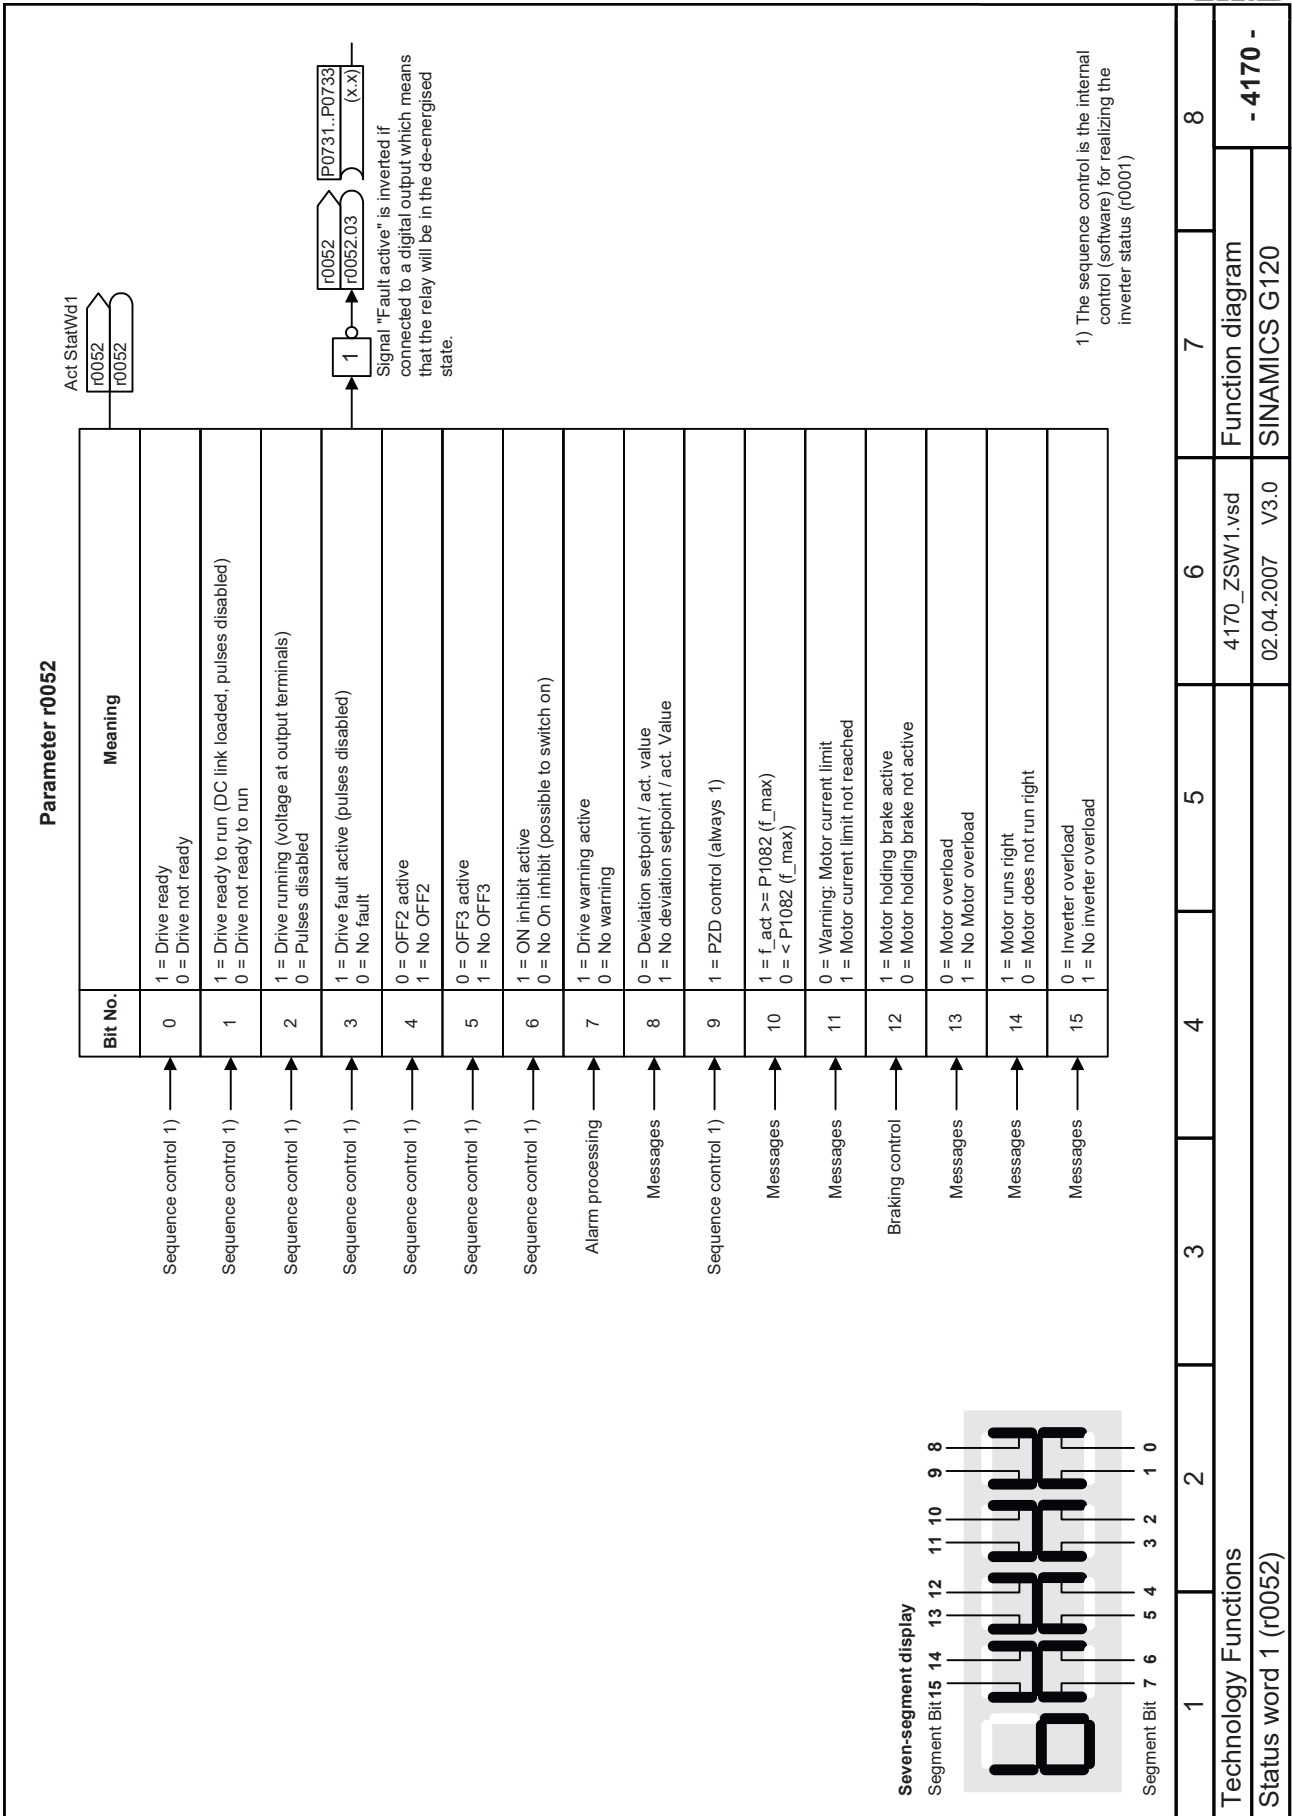 Parameter r0052
Act StatWd1
r0052
r0052
Bit No. Meaning
Sequence control 1) 0 1 = Drive ready
0 = Drive not ready
Sequence control 1) 1 1 = Drive ready to run (DC link loaded, pulses disabled)
0 = Drive not ready to run
Sequence control 1) 2 1 = Drive running (voltage at output terminals)
0 = Pulses disabled
Sequence control 1) 3 1 = Drive fault active (pulses disabled)
0 = No fault
1
r0052
r0052.03
P0731..P0733
(x.x)
Signal "Fault active" is inverted if
connected to a digital output which means
that the relay will be in the de-energised
state.
Sequence control 1) 4 0 = OFF2 active
1 = No OFF2
Sequence control 1) 5 0 = OFF3 active
1 = No OFF3
Sequence control 1) 6 1 = ON inhibit active
0 = No On inhibit (possible to switch on)
Alarm processing 7 1 = Drive warning active
0 = No warning
Messages 8 0 = Deviation setpoint / act. value
1 = No deviation setpoint / act. Value
Sequence control 1) 9 1 = PZD control (always 1)
Messages 10 1 = f_act >= P1082 (f_max)
0 = < P1082 (f_max)
Messages 11 0 = Warning: Motor current limit
1 = Motor current limit not reached
Braking control 12 1 = Motor holding brake active
0 = Motor holding brake not active
Messages 13 0 = Motor overload
1 = No Motor overload
Messages 14 1 = Motor runs right
0 = Motor does not run right
Messages 15 0 = Inverter overload
1 = No inverter overload
1) The sequence control is the internal
control (software) for realizing the
inverter status (r0001)
Seven-segment display
Segment Bit 15 14 13 12 11 10 9 8
Segment Bit 7 6 5 4 3 2 1 0
1 2 3 4 5 6 7 8
Technology Functions 4170_ZSW1.vsd Function diagram - 4170 -
Status word 1 (r0052) 02.04.2007 V3.0 SINAMICS G120